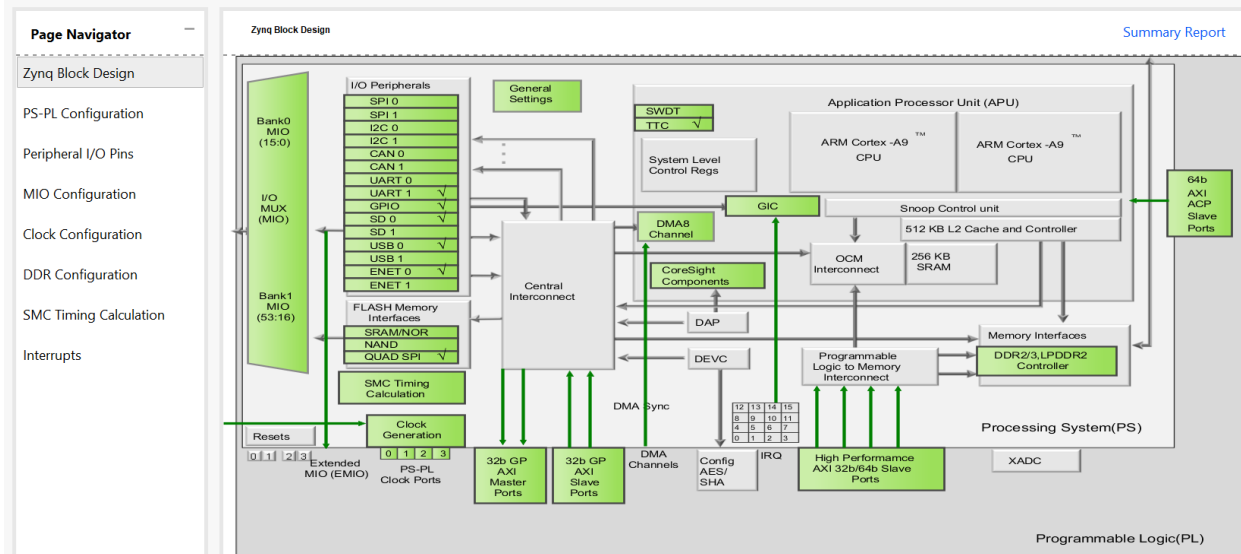 Page Navigator
Zynq Block Design
PS-PL Configuration
Peripheral I/O Pins
MIO Configuration
Clock Configuration
DDR Configuration
SMC Timing Calculation
Interrupts
Zynq Block Design
Summary Report
Bank0
MIO
(15:0)
I/O
MUX
(MIO)
Bank1
MIO
(53:16)
I/O Peripherals
SPI 0
SPI 1
I2C 0
I2C 1
CAN 0
CAN 1
UART 0
UART 1 √
GPIO √
SD 0 √
SD 1
USB 0 √
USB 1
ENET 0 √
ENET 1
FLASH Memory
Interfaces
SRAM/NOR
NAND
QUAD SPI √
SMC Timing
Calculation
Clock
Generation
0 1 2 3
PS-PL
Clock Ports
Resets
0 1 2 3
Extended
MIO (EMIO)
General
Settings
Central
Interconnect
32b GP
AXI
Master
Ports
32b GP
AXI
Slave
Ports
Application Processor Unit (APU)
SWDT
TTC √
System Level
Control Regs
ARM Cortex -A9 ™
CPU
ARM Cortex -A9 ™
CPU
GIC
Snoop Control unit
512 KB L2 Cache and Controller
DMA8
Channel
OCM
Interconnect
256 KB
SRAM
CoreSight
Components
DAP
DEVC
Programmable
Logic to Memory
Interconnect
Memory Interfaces
DDR2/3,LPDDR2
Controller
64b
AXI
ACP
Slave
Ports
DMA Sync
12 13 14 15
8 9 10 11
4 5 6 7
0 1 2 3
IRQ
DMA
Channels
Config
AES/
SHA
High Performance
AXI 32b/64b Slave
Ports
Processing System(PS)
XADC
Programmable Logic(PL)